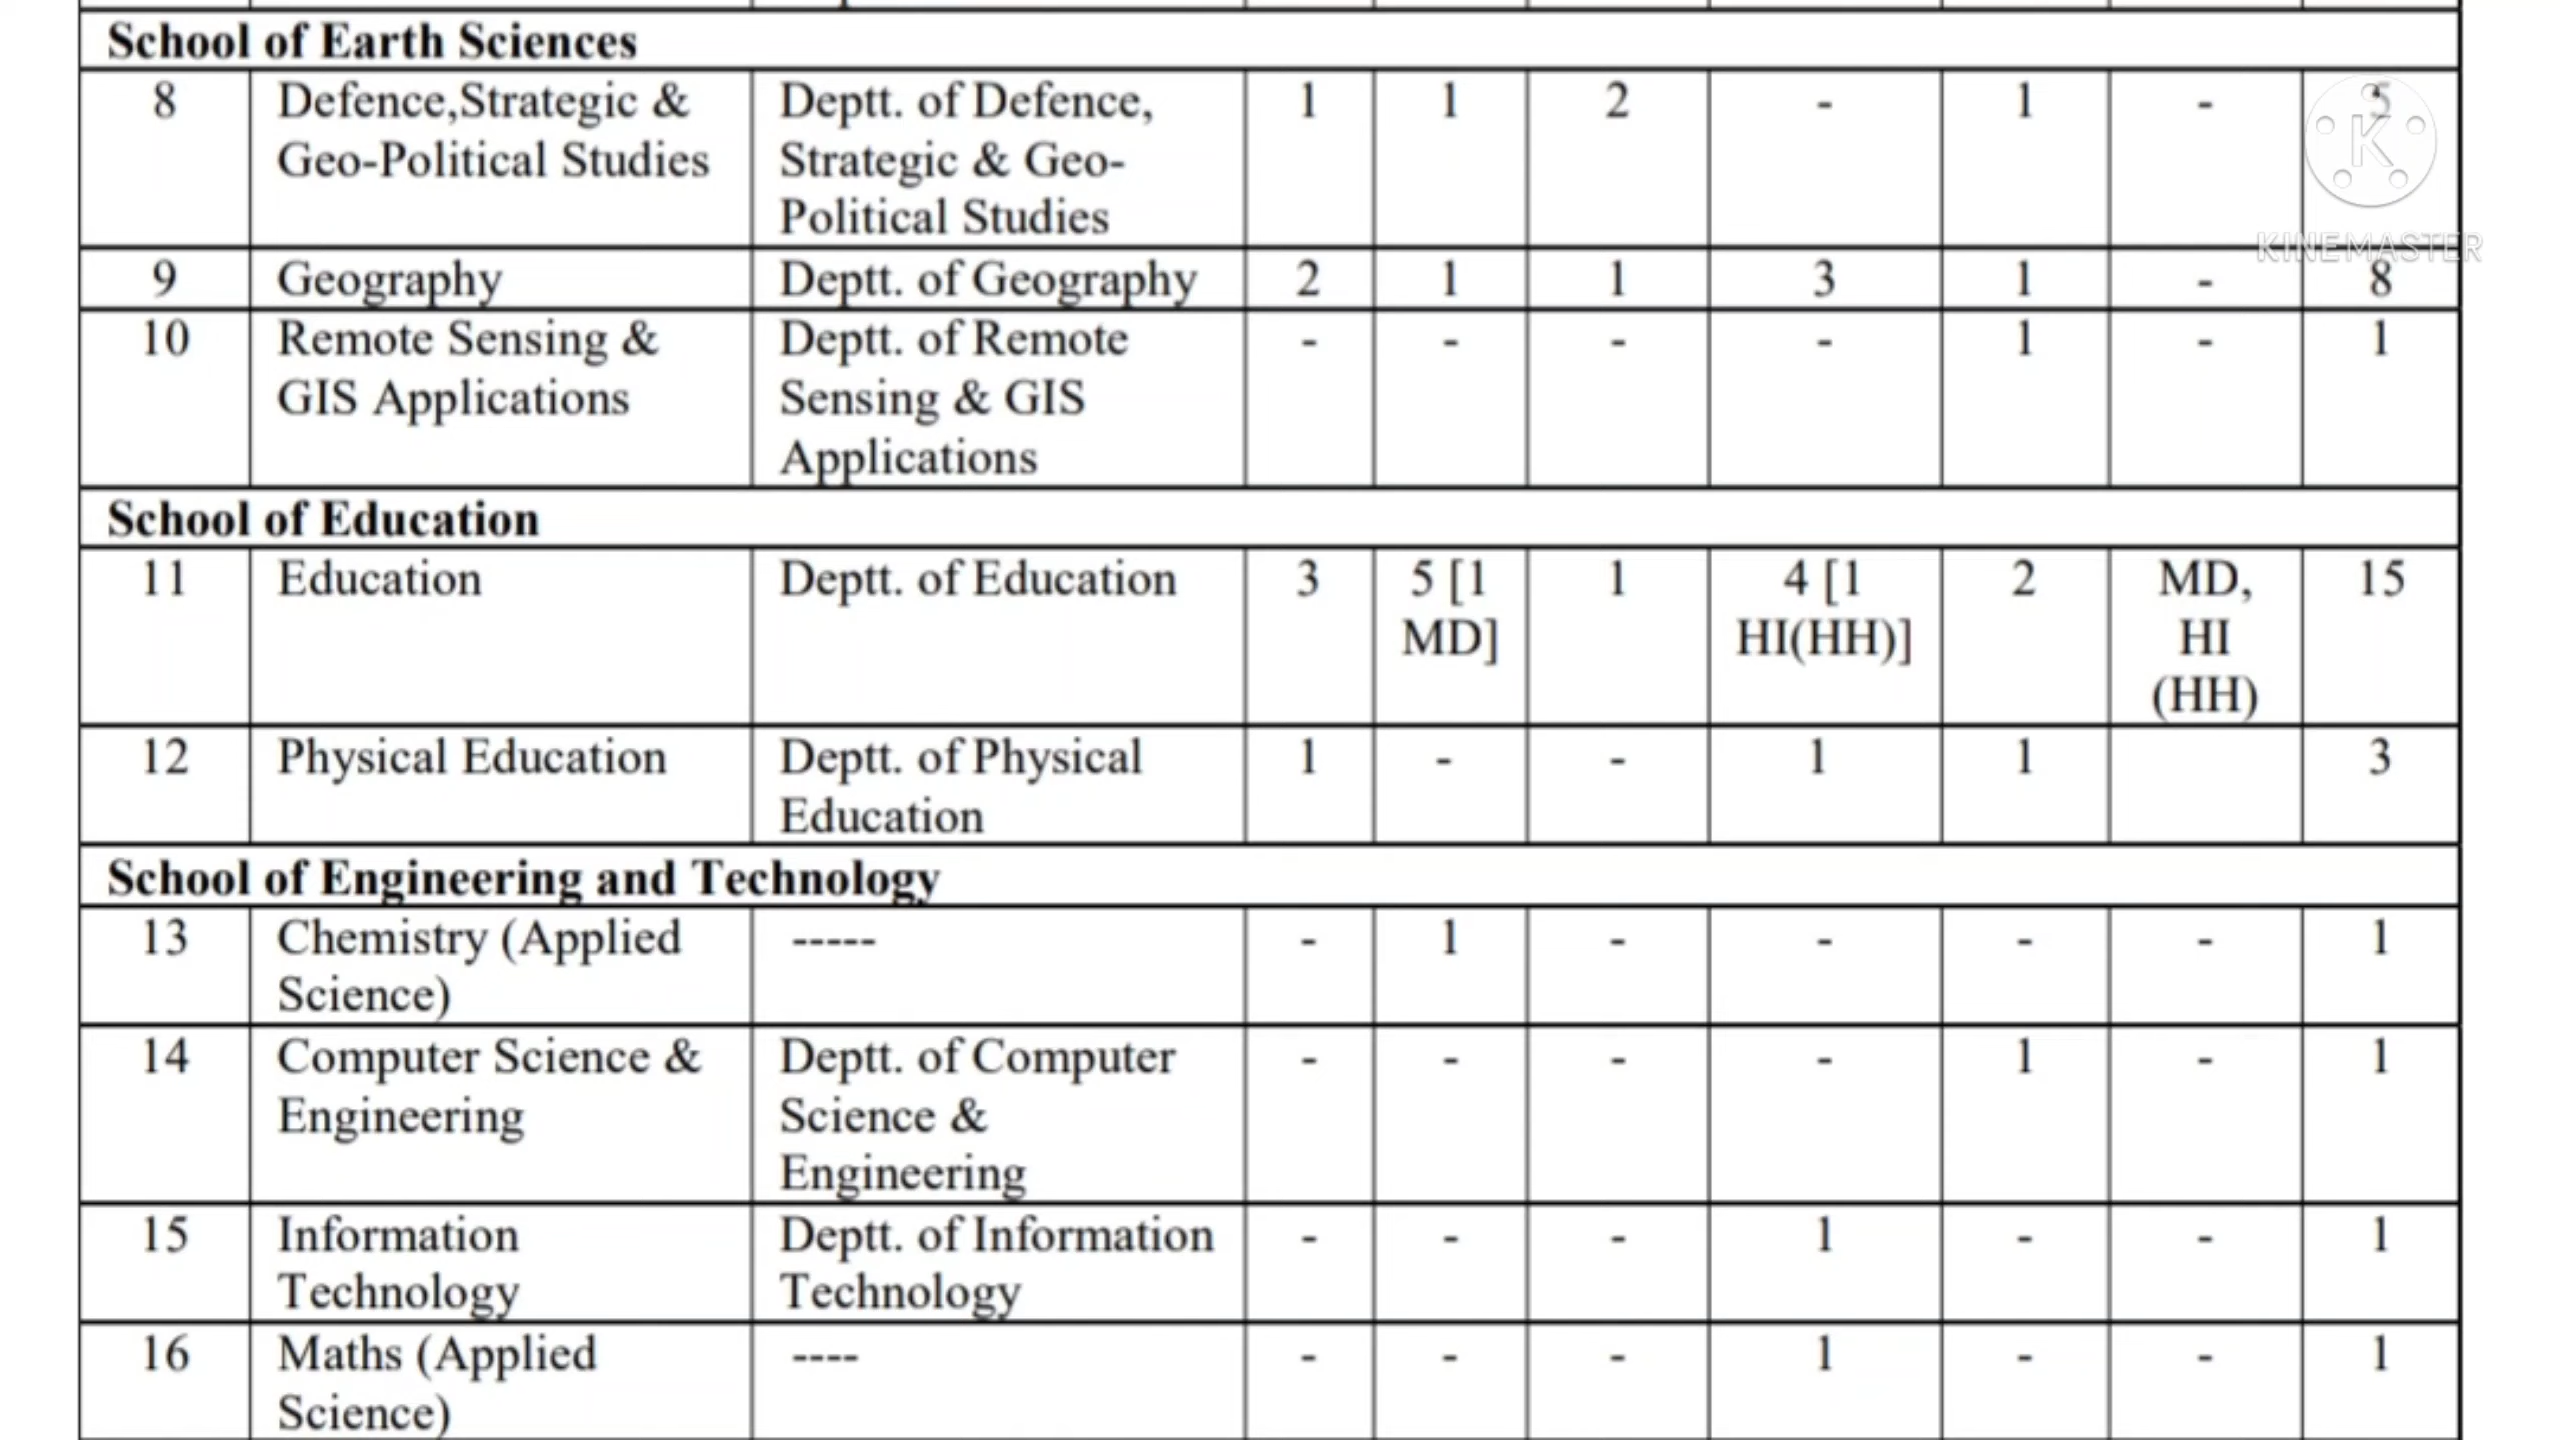 School of Earth Sciences
8 Defence,Strategic & Deptt. of Defence, 1 1 2 - 1 - 5
Geo-Political Studies Strategic & Geo-
Political Studies
KINEMASTER
9 Geography Deptt. of Geography 2 1 1 3 1 - 8
10 Remote Sensing & Deptt. of Remote - - - - 1 - 1
GIS Applications Sensing & GIS
Applications
School of Education
11 Education Deptt. of Education 3 5 [1 1 4 [1 2 MD, 15
MD] HI(HH)] HI
(HH)
12 Physical Education Deptt. of Physical 1 - - 1 1 3
Education
School of Engineering and Technology
13 Chemistry (Applied ----- - 1 - - - - 1
Science)
14 Computer Science & Deptt. of Computer - - - - 1 - 1
Engineering Science &
Engineering
15 Information Deptt. of Information - - - 1 - - 1
Technology Technology
16 Maths (Applied ---- - - - 1 - - 1
Science)